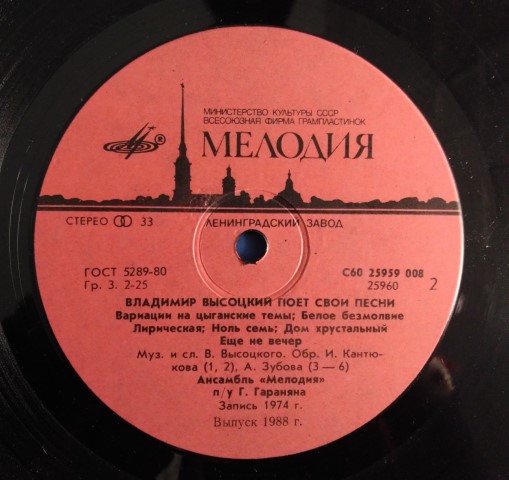 МИНИСТЕРСТВО КУЛЬТУРЫ СССР
ВСЕСОЮЗНАЯ ФИРМА ГРАМПЛАСТИНОК
МЕЛОДИЯ
СТЕРЕО 33
ЛЕНИНГРАДСКИЙ ЗАВОД
ГОСТ 5289-80
Гр. 3. 2-25
С60 25959 008
25960 2
ВЛАДИМИР ВЫСОЦКИЙ ПОЕТ СВОИ ПЕСНИ
Вариации на цыганские темы; Белое безмолвие
Лирическая; Ноль семь; Дом хрустальный
Еще не вечер
Муз. и сл. В. Высоцкого. Обр. И. Кантю-
кова (1, 2), А. Зубова (3 — 6)
Ансамбль «Мелодия»
п/у Г. Гараняна
Запись 1974 г.
Выпуск 1988 г.